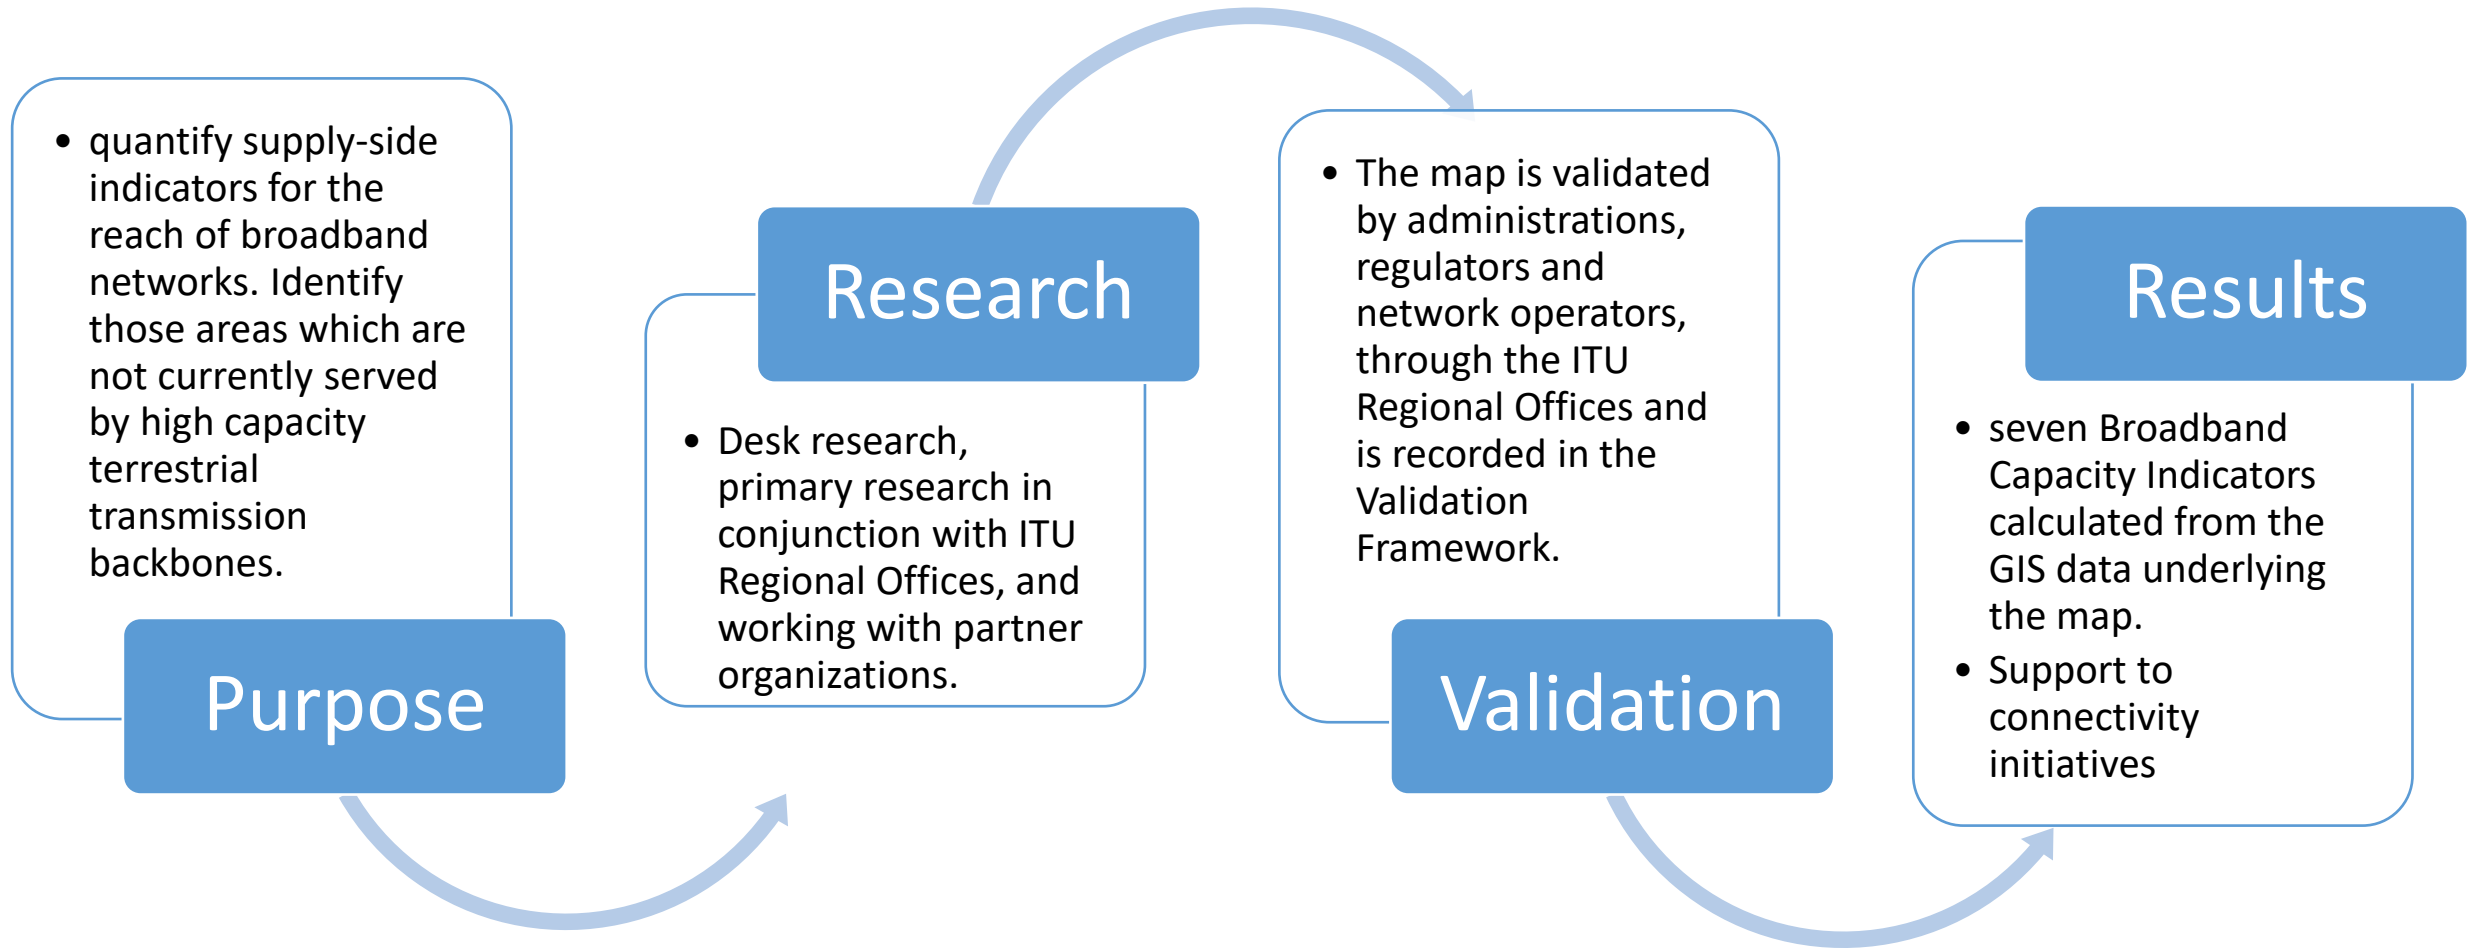 • quantify supply-side
indicators for the
reach of broadband
networks. Identify
those areas which are
not currently served
by high capacity
terrestrial
transmission
backbones.
Purpose
Research
• Desk research,
primary research in
conjunction with ITU
Regional Offices, and
working with partner
organizations.
• The map is validated
by administrations,
regulators and
network operators,
through the ITU
Regional Offices and
is recorded in the
Validation
Framework.
Validation
Results
• seven Broadband
Capacity Indicators
calculated from the
GIS data underlying
the map.
• Support to
connectivity
initiatives